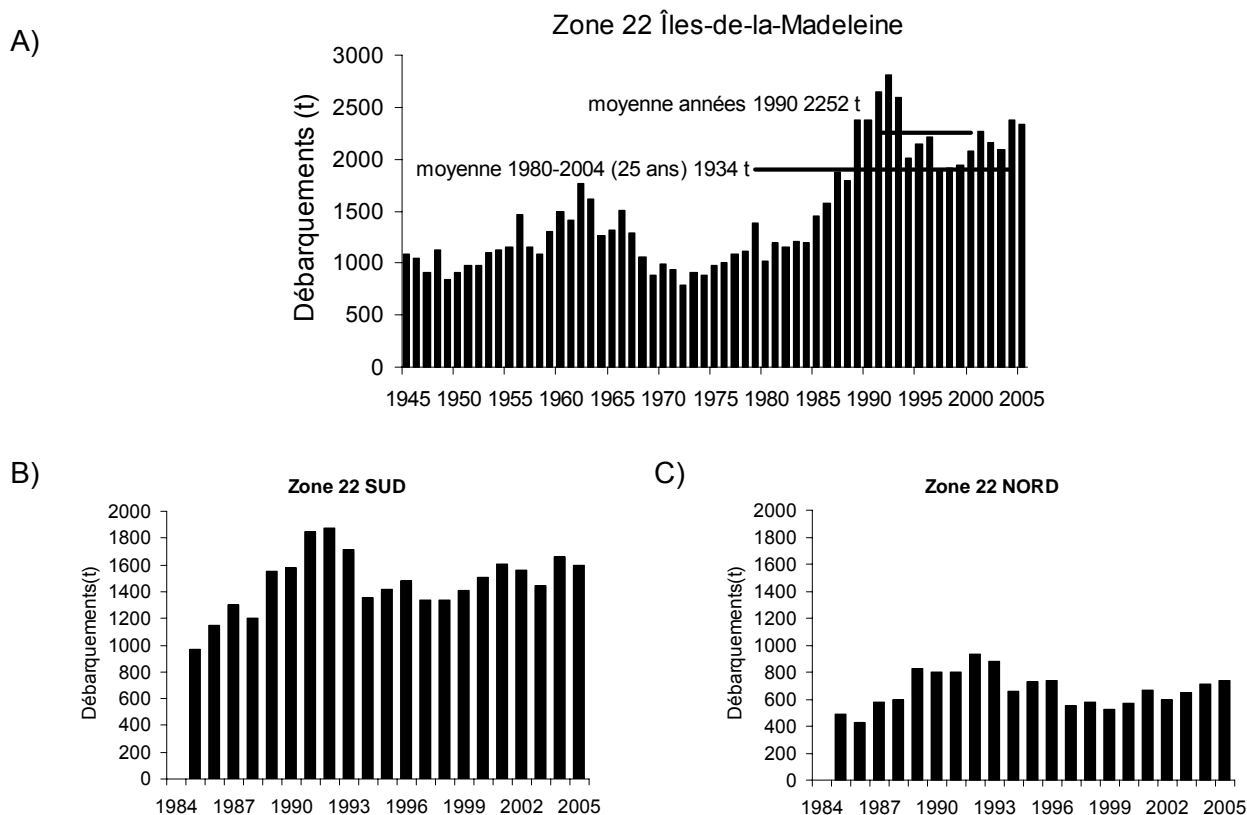 A)
Zone 22 Îles-de-la-Madeleine
Débarquements (t)
3000
2500
2000
1500
1000
500
0
moyenne années 1990 2252 t
moyenne 1980-2004 (25 ans) 1934 t
1945 1950 1955 1960 1965 1970 1975 1980 1985 1990 1995 2000 2005
B)
Zone 22 SUD
Débarquements(t)
2000
1800
1600
1400
1200
1000
800
600
400
200
0
1984 1987 1990 1993 1996 1999 2002 2005
C)
Zone 22 NORD
Débarquements(t)
2000
1800
1600
1400
1200
1000
800
600
400
200
0
1984 1987 1990 1993 1996 1999 2002 2005